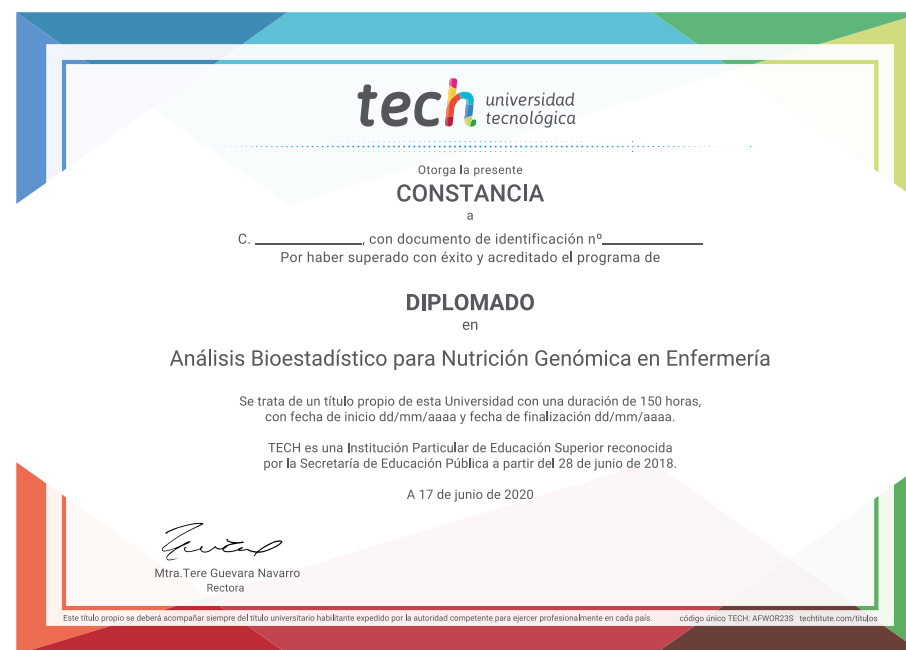 tech universidad
tecnológica
Otorga la presente
CONSTANCIA
a
C. ____________, con documento de identificación nº____________
Por haber superado con éxito y acreditado el programa de
DIPLOMADO
en
Análisis Bioestadístico para Nutrición Genómica en Enfermería
Se trata de un título propio de esta Universidad con una duración de 150 horas,
con fecha de inicio dd/mm/aaaa y fecha de finalización dd/mm/aaaa.
TECH es una Institución Particular de Educación Superior reconocida
por la Secretaría de Educación Pública a partir del 28 de junio de 2018.
A 17 de junio de 2020
Mtra.Tere Guevara Navarro
Rectora
Este título propio se deberá acompañar siempre del título universitario habilitante expedido por la autoridad competente para ejercer profesionalmente en cada país. código único TECH: AFWOR23S techtitute.com/titulos